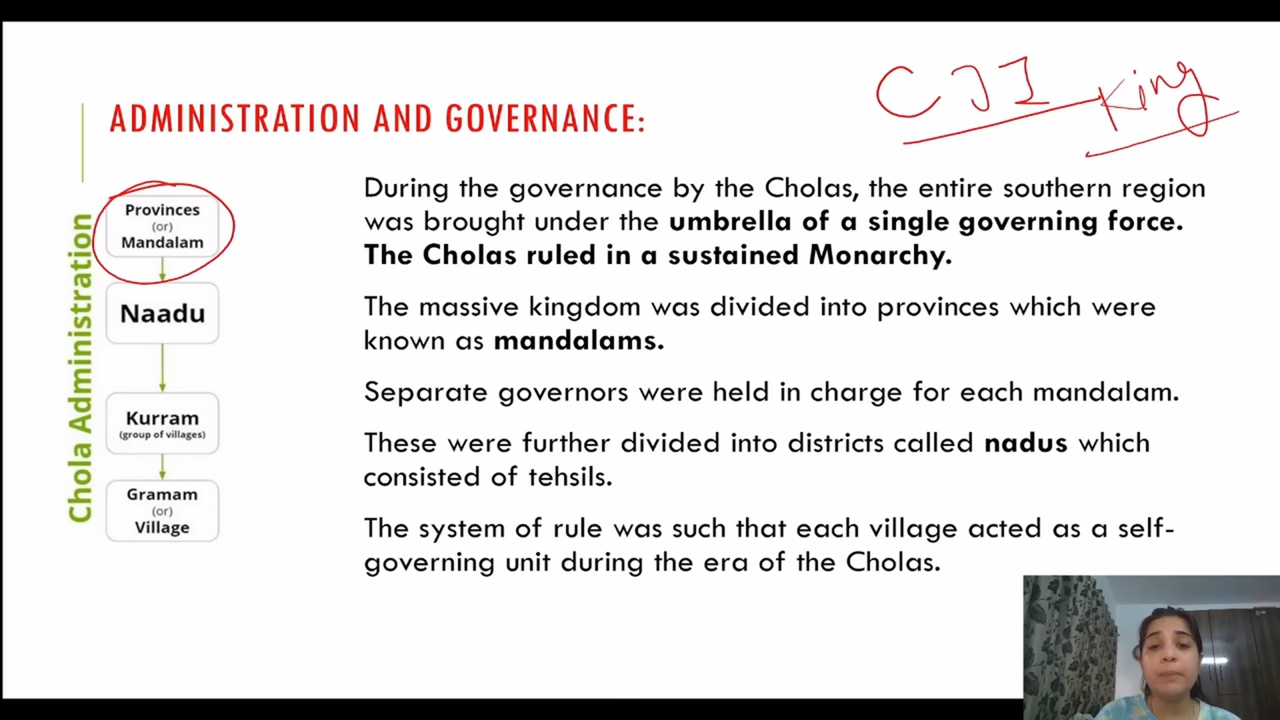 CJI King
ADMINISTRATION AND GOVERNANCE:
Chola Administration
Provinces
(or)
Mandalam
Naadu
Kurram
(group of villages)
Gramam
(or)
Village
During the governance by the Cholas, the entire southern region
was brought under the umbrella of a single governing force.
The Cholas ruled in a sustained Monarchy.
The massive kingdom was divided into provinces which were
known as mandalams.
Separate governors were held in charge for each mandalam.
These were further divided into districts called nadus which
consisted of tehsils.
The system of rule was such that each village acted as a self-
governing unit during the era of the Cholas.